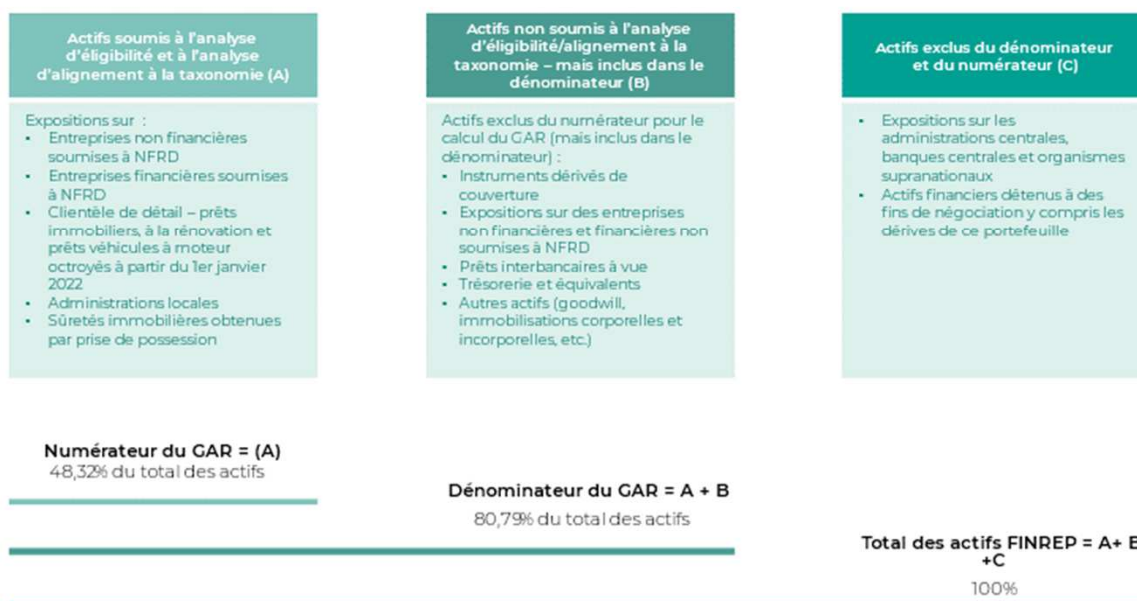 Actifs soumis à l'analyse
d'éligibilité et à l'analyse
d'alignement à la taxonomie (A)
Expositions sur :
▪ Entreprises non financières
soumises à NFRD
▪ Entreprises financières soumises
à NFRD
▪ Clientèle de détail – prêts
immobiliers, à la rénovation et
prêts véhicules à moteur
octroyés à partir du 1er janvier
2022
▪ Administrations locales
▪ Sûretés immobilières obtenues
par prise de possession
Actifs non soumis à l'analyse
d'éligibilité/alignement à la
taxonomie – mais inclus dans le
dénominateur (B)
Actifs exclus du numérateur pour le
calcul du GAR (mais inclus dans le
dénominateur) :
▪ Instruments dérivés de
couverture
▪ Expositions sur des entreprises
non financières et financières non
soumises à NFRD
▪ Prêts interbancaires à vue
▪ Trésorerie et équivalents
▪ Autres actifs (goodwill,
immobilisations corporelles et
incorporelles, etc.)
Actifs exclus du dénominateur
et du numérateur (C)
▪ Expositions sur les
administrations centrales,
banques centrales et organismes
supranationaux
▪ Actifs financiers détenus à des
fins de négociation y compris les
dérives de ce portefeuille
Numérateur du GAR = (A)
48,32% du total des actifs
Dénominateur du GAR = A + B
80,79% du total des actifs
Total des actifs FINREP = A+ B
+C
100%